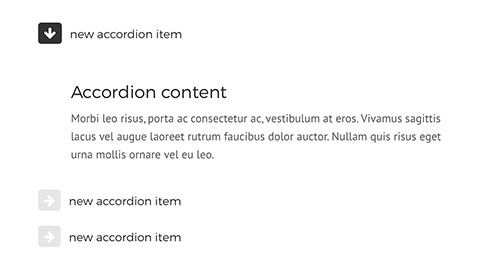 new accordion item
Accordion content
Morbi leo risus, porta ac consectetur ac, vestibulum at eros. Vivamus sagittis
lacus vel augue laoreet rutrum faucibus dolor auctor. Nullam quis risus eget
urna mollis ornare vel eu leo.
new accordion item
new accordion item